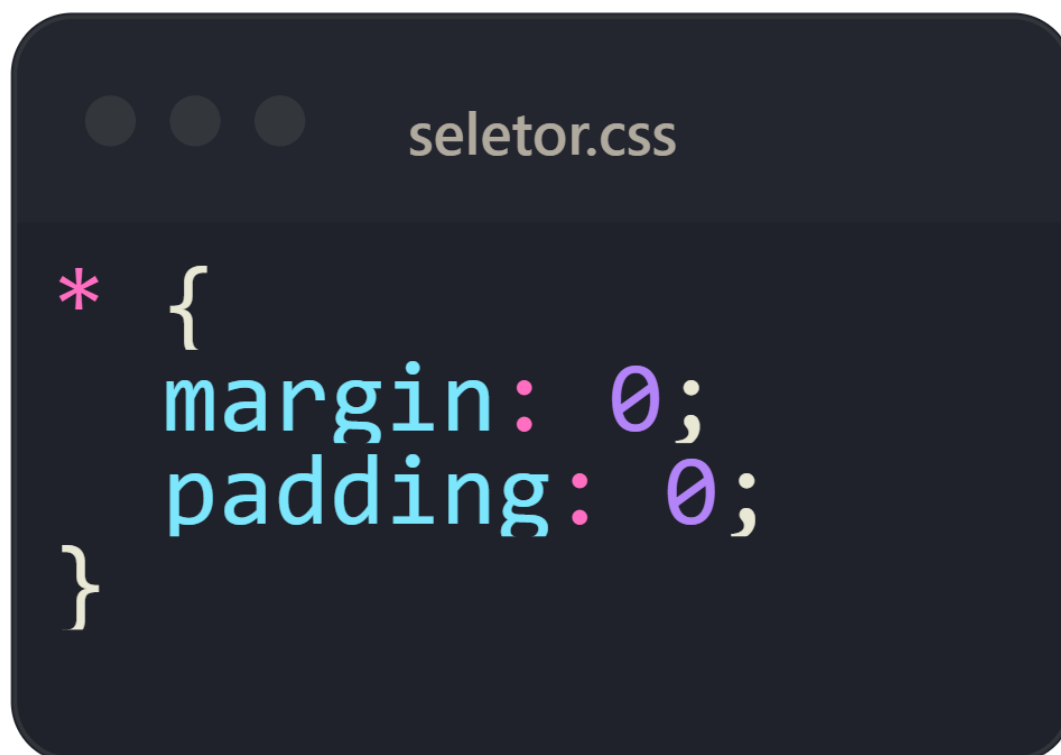 seletor.css
* {
margin: 0;
padding: 0;
}